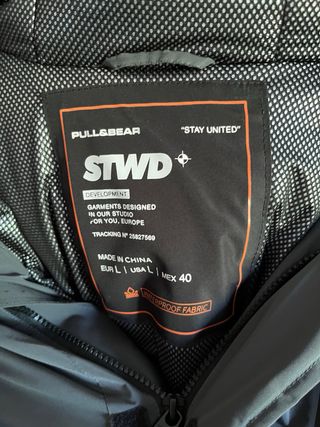 PULL&BEAR "STAY UNITED"
STWD
DEVELOPMENT
GARMENTS DESIGNED
IN OUR STUDIO
FOR YOU, EUROPE
TRACKING Nº 25927569
MADE IN CHINA
EUR L | USA L | MEX 40
WATERPROOF FABRIC